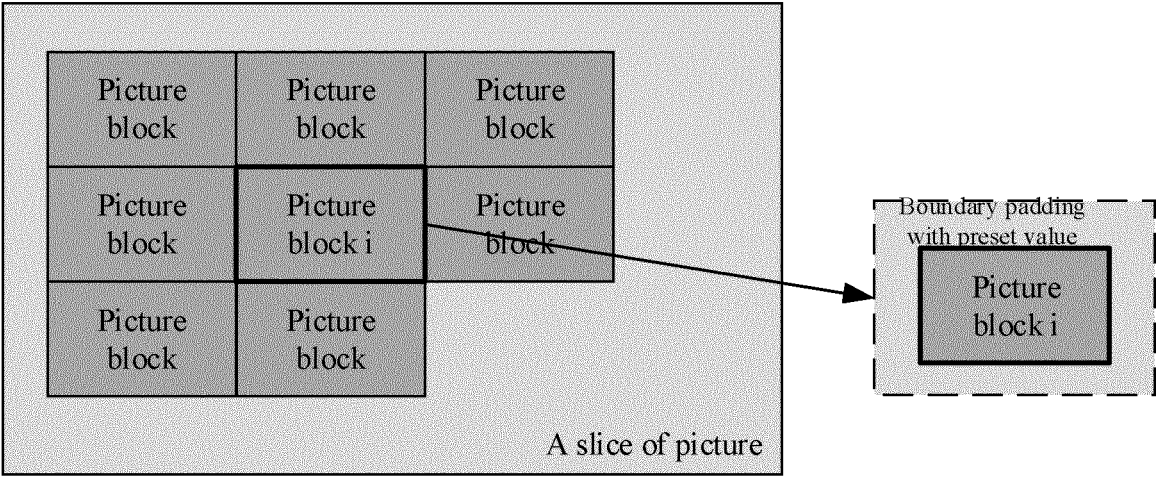 Picture
block
Picture
block
Picture
block
Picture
block
Picture
block i
Picture
block
Picture
block
Picture
block
A slice of picture
Boundary padding
with preset value
Picture
block i